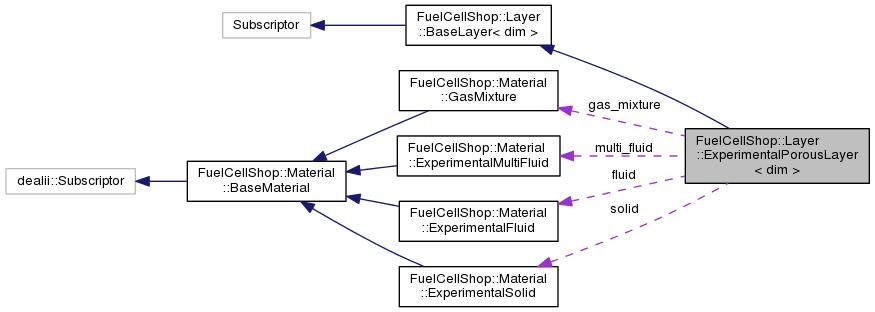 Subscriptor
FuelCellShop::Layer
::BaseLayer< dim >
FuelCellShop::Material
::GasMixture
gas_mixture
FuelCellShop::Layer
::ExperimentalPorousLayer
< dim >
FuelCellShop::Material
::ExperimentalMultiFluid
multi_fluid
dealii::Subscriptor
FuelCellShop::Material
::BaseMaterial
fluid
FuelCellShop::Material
::ExperimentalFluid
solid
FuelCellShop::Material
::ExperimentalSolid